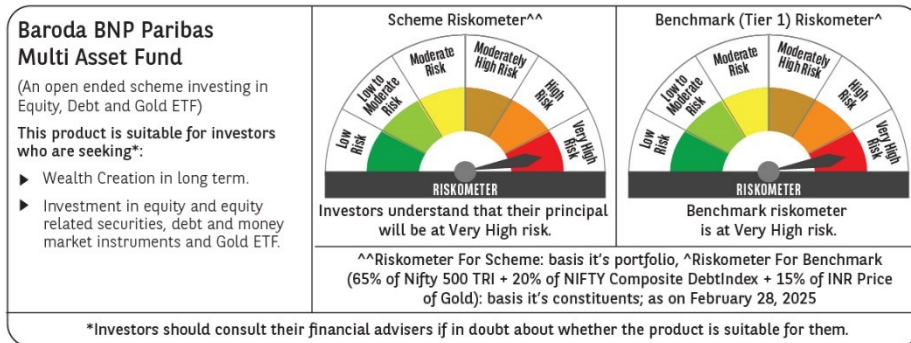 Baroda BNP Paribas
Multi Asset Fund
(An open ended scheme investing in
Equity, Debt and Gold ETF)
This product is suitable for investors
who are seeking*:
▶ Wealth Creation in long term.
▶ Investment in equity and equity
related securities, debt and money
market instruments and Gold ETF.
Scheme Riskometer^^
Low
Risk
Low to
Moderate
Risk
Moderate
Risk
Moderately
High Risk
High
Risk
Very High
Risk
RISKOMETER
Investors understand that their principal
will be at Very High risk.
Benchmark (Tier 1) Riskometer^
Low
Risk
Low to
Moderate
Risk
Moderate
Risk
Moderately
High Risk
High
Risk
Very High
Risk
RISKOMETER
Benchmark riskometer
is at Very High risk.
^^Riskometer For Scheme: basis it's portfolio, ^Riskometer For Benchmark
(65% of Nifty 500 TRI + 20% of NIFTY Composite DebtIndex + 15% of INR Price
of Gold): basis it's constituents; as on February 28, 2025
*Investors should consult their financial advisers if in doubt about whether the product is suitable for them.